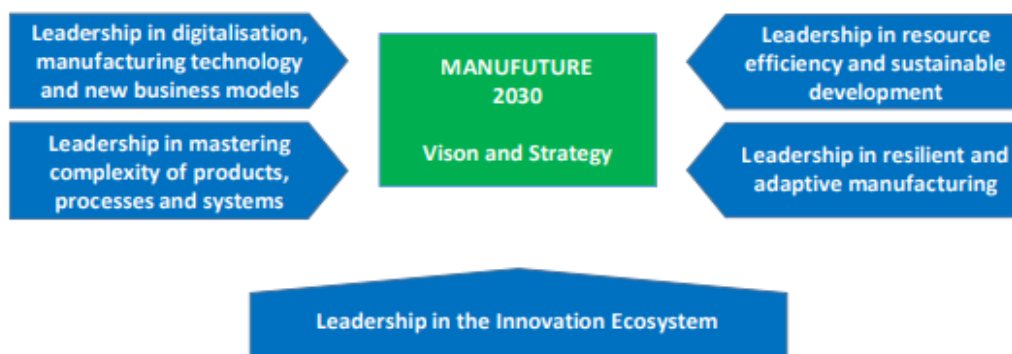 Leadership in digitalisation,
manufacturing technology
and new business models
Leadership in mastering
complexity of products,
processes and systems
MANUFUTURE
2030
Vison and Strategy
Leadership in resource
efficiency and sustainable
development
Leadership in resilient and
adaptive manufacturing
Leadership in the Innovation Ecosystem